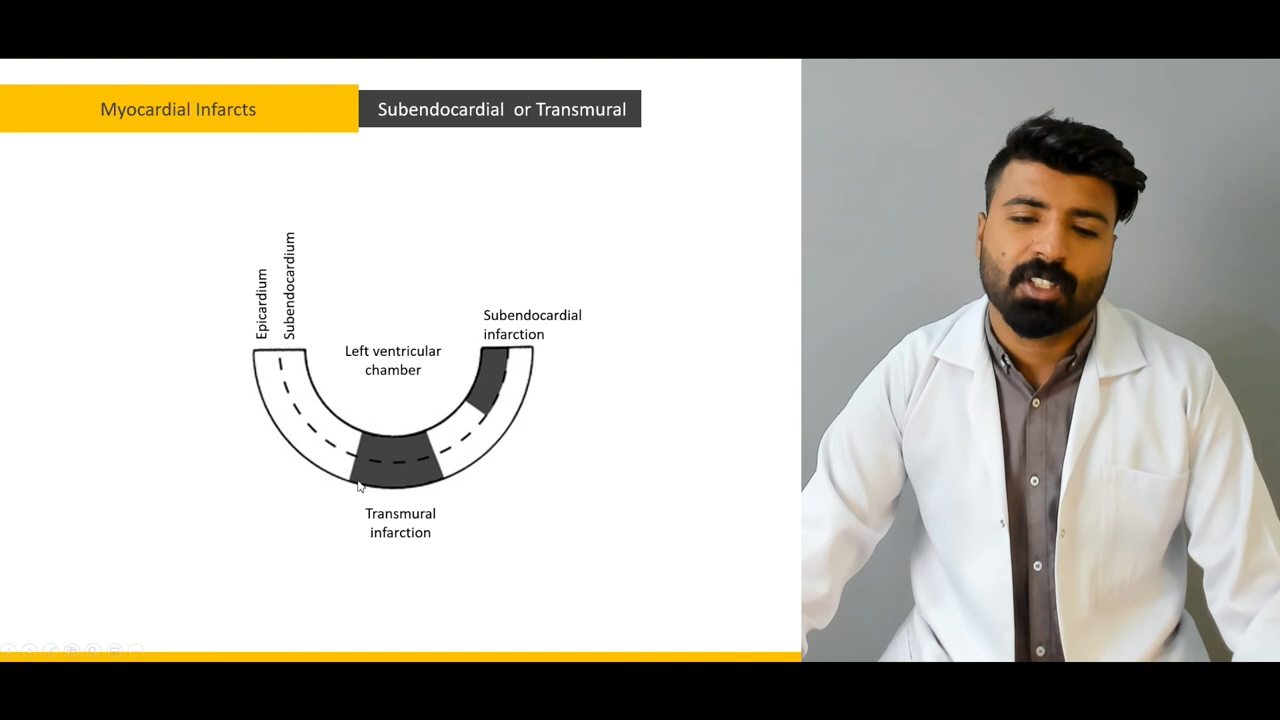 Myocardial Infarcts
Subendocardial or Transmural
Epicardium
Subendocardium
Left ventricular
chamber
Subendocardial
infarction
Transmural
infarction